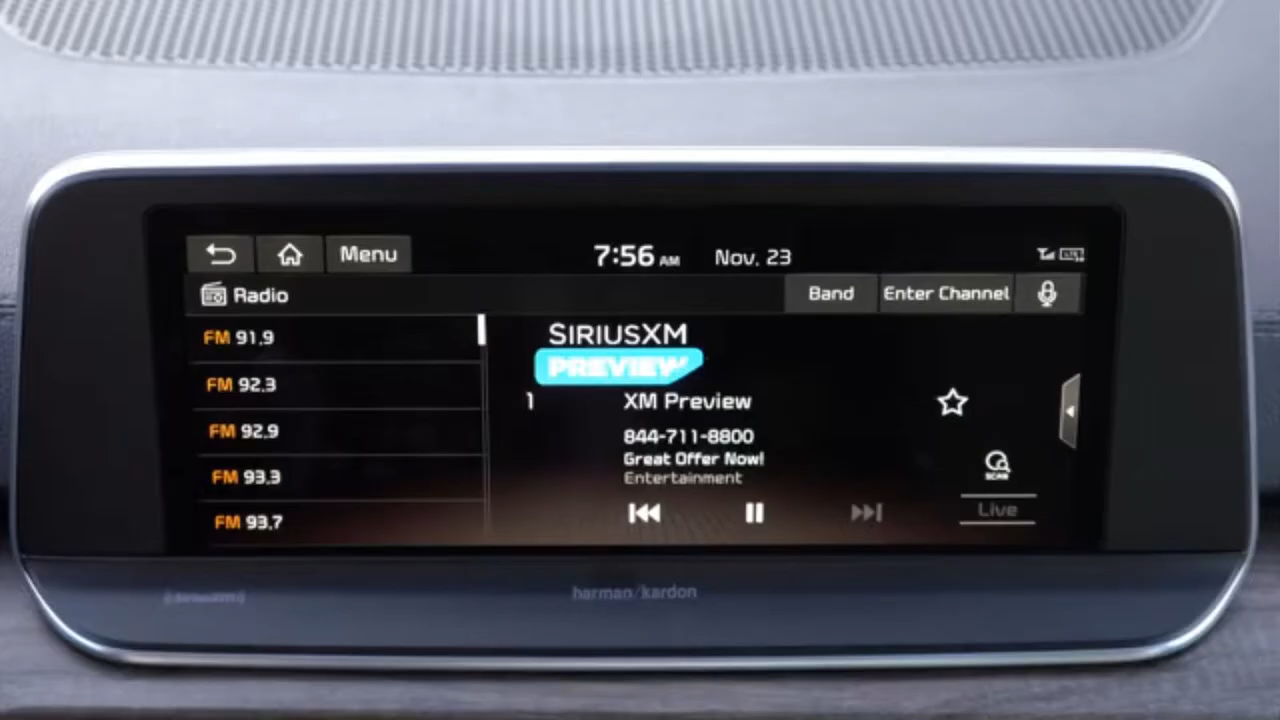 Menu 7:56 AM Nov. 23 LTE
Radio Band Enter Channel
FM 91.9
FM 92.3
FM 92.9
FM 93.3
FM 93.7
SIRIUSXM
PREVIEW
1 XM Preview
844-711-8800
Great Offer Now!
Entertainment
SCAN
Live
((SiriusXM))
harman/kardon